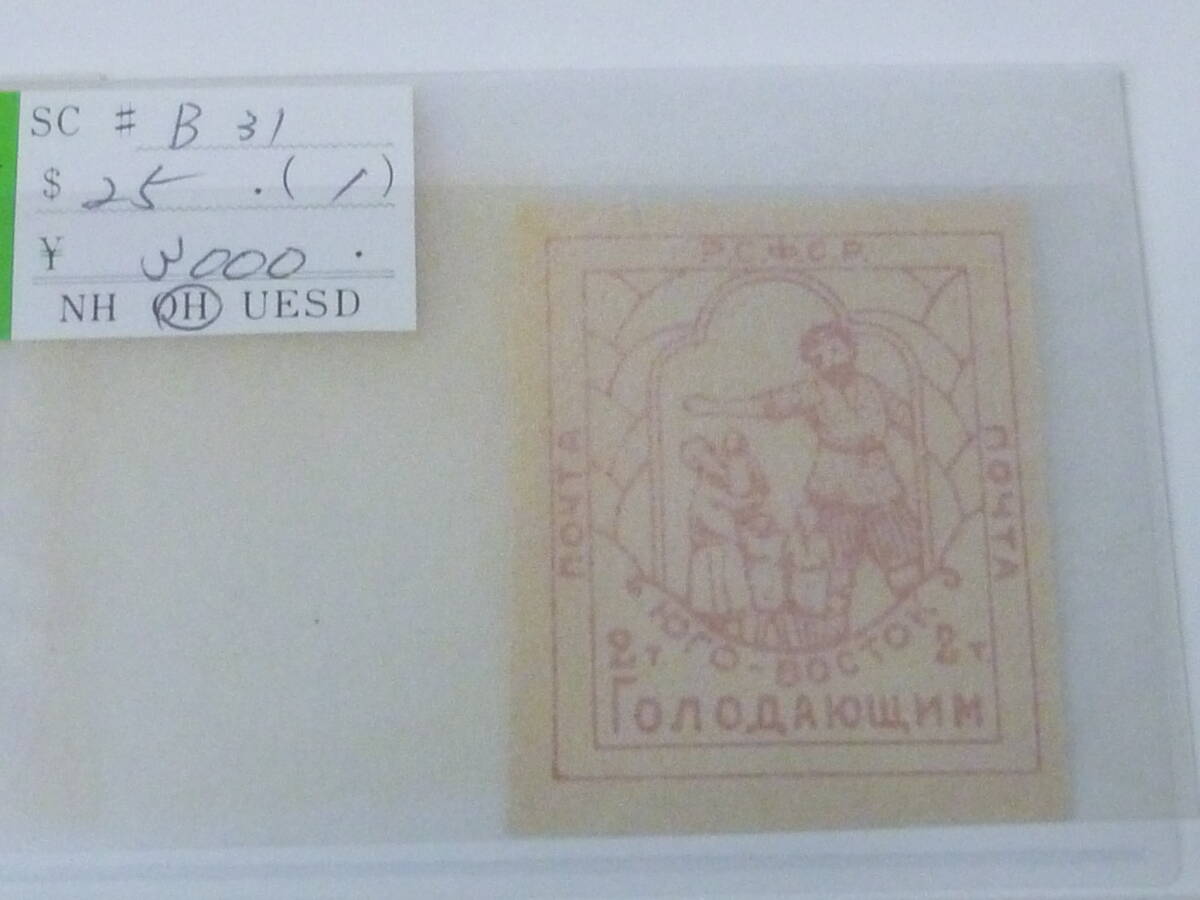 SC # B 31
$ 25 . (1)
¥ 3000 .
NH OH UESD
Р.С.Ф.С.Р.
ПОЧТА
ПОЧТА
ЮГО-ВОСТОК
2 т 2 т
ГОЛОДАЮЩИМ